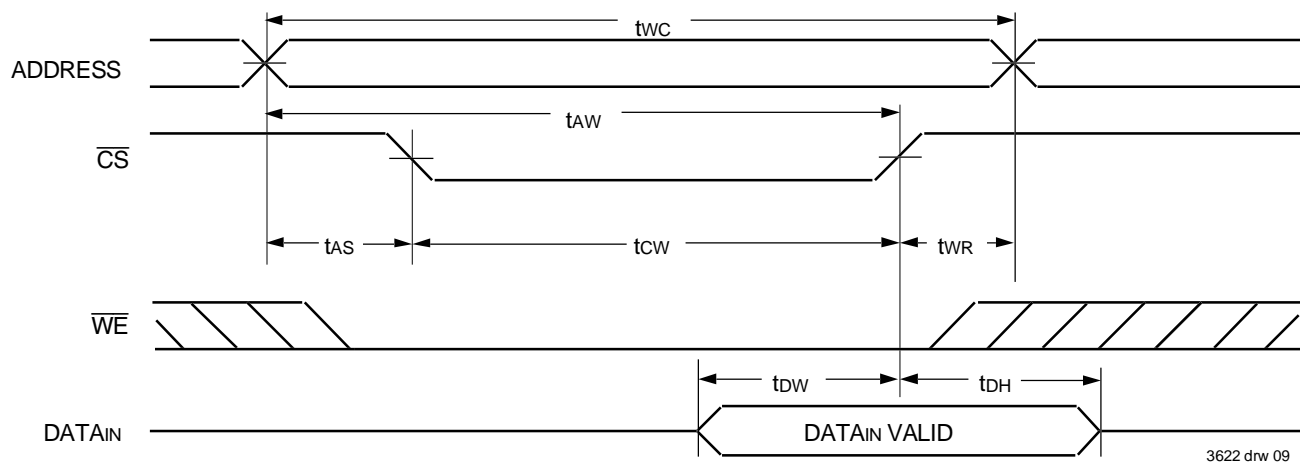 tWC
ADDRESS
tAW
CS
tAS tCW tWR
WE
tDW tDH
DATAIN DATAIN VALID
3622 drw 09